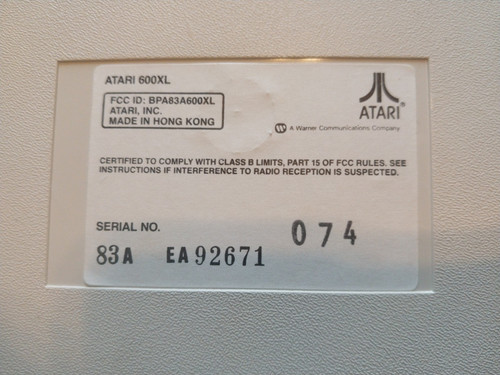 ATARI 600XL
FCC ID: BPA83A600XL
ATARI, INC.
MADE IN HONG KONG
ATARI®
W A Warner Communications Company
CERTIFIED TO COMPLY WITH CLASS B LIMITS, PART 15 OF FCC RULES. SEE
INSTRUCTIONS IF INTERFERENCE TO RADIO RECEPTION IS SUSPECTED.
SERIAL NO.
074
83A EA 92671